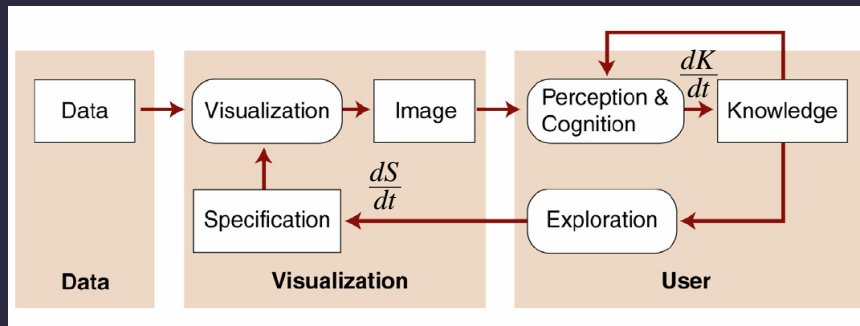 dK/dt
Data
Visualization
Image
Perception &
Cognition
Knowledge
dS/dt
Specification
Exploration
Data
Visualization
User